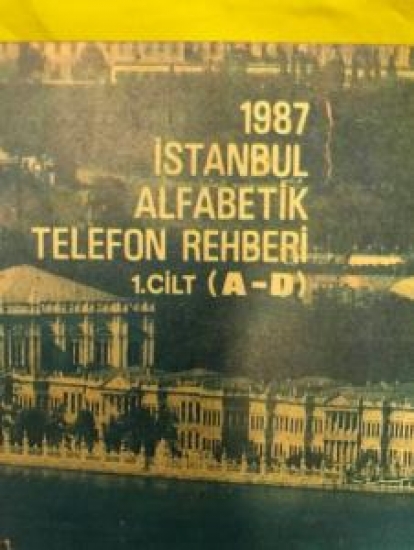 1987
İSTANBUL
ALFABETİK
TELEFON REHBERİ
1.CİLT (A-D)